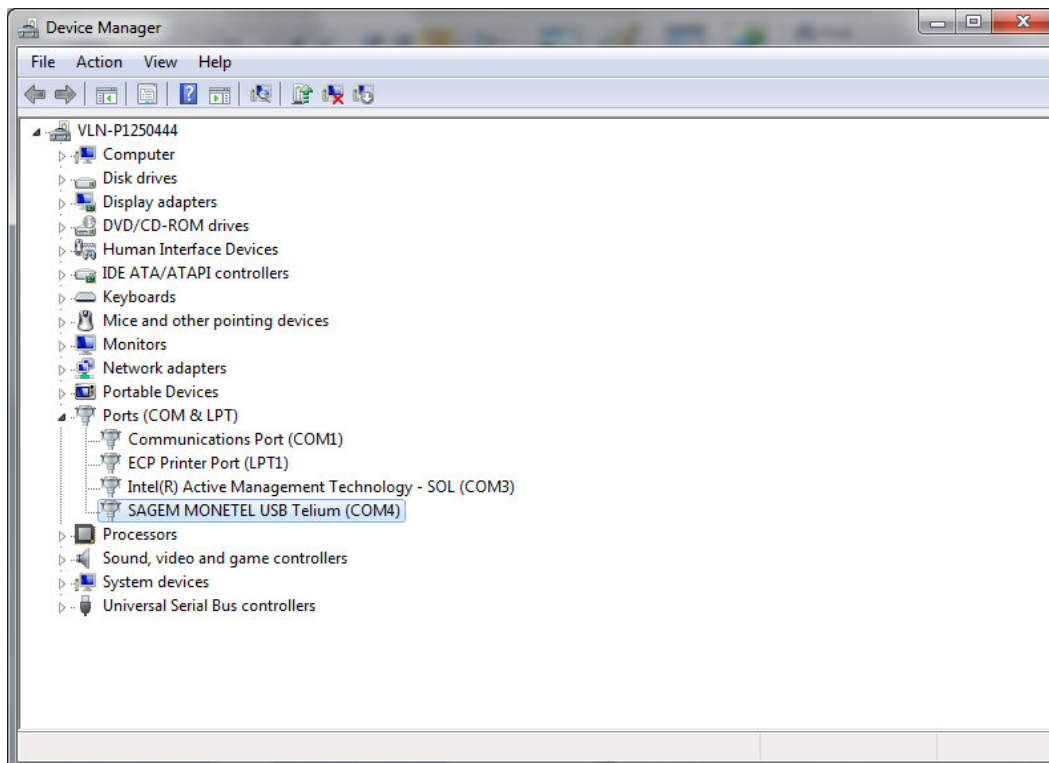 Device Manager
File Action View Help
VLN-P1250444
Computer
Disk drives
Display adapters
DVD/CD-ROM drives
Human Interface Devices
IDE ATA/ATAPI controllers
Keyboards
Mice and other pointing devices
Monitors
Network adapters
Portable Devices
Ports (COM & LPT)
Communications Port (COM1)
ECP Printer Port (LPT1)
Intel(R) Active Management Technology - SOL (COM3)
SAGEM MONETEL USB Telium (COM4)
Processors
Sound, video and game controllers
System devices
Universal Serial Bus controllers